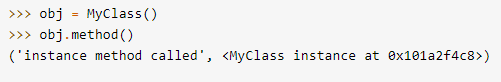 >>> obj = MyClass()
>>> obj.method()
('instance method called', <MyClass instance at 0x101a2f4c8>)